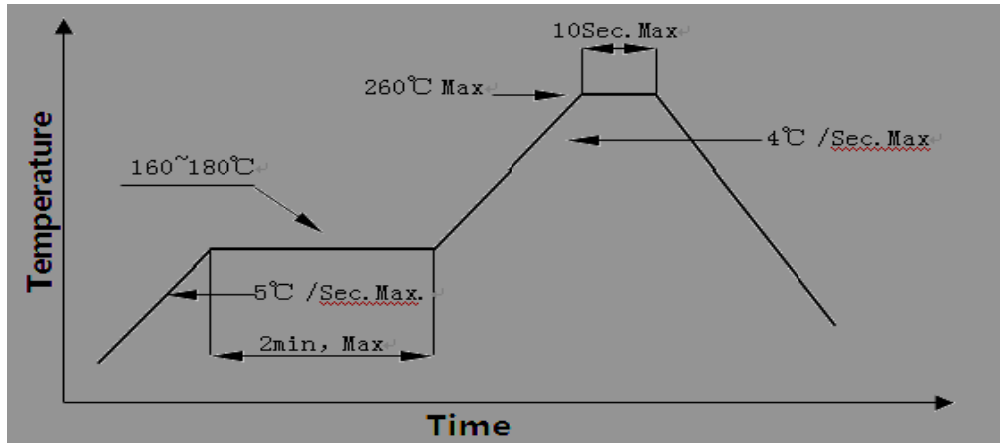 10Sec.Max
260℃ Max
4℃ /Sec.Max
160~180℃
5℃ /Sec.Max.
2min, Max
Temperature
Time